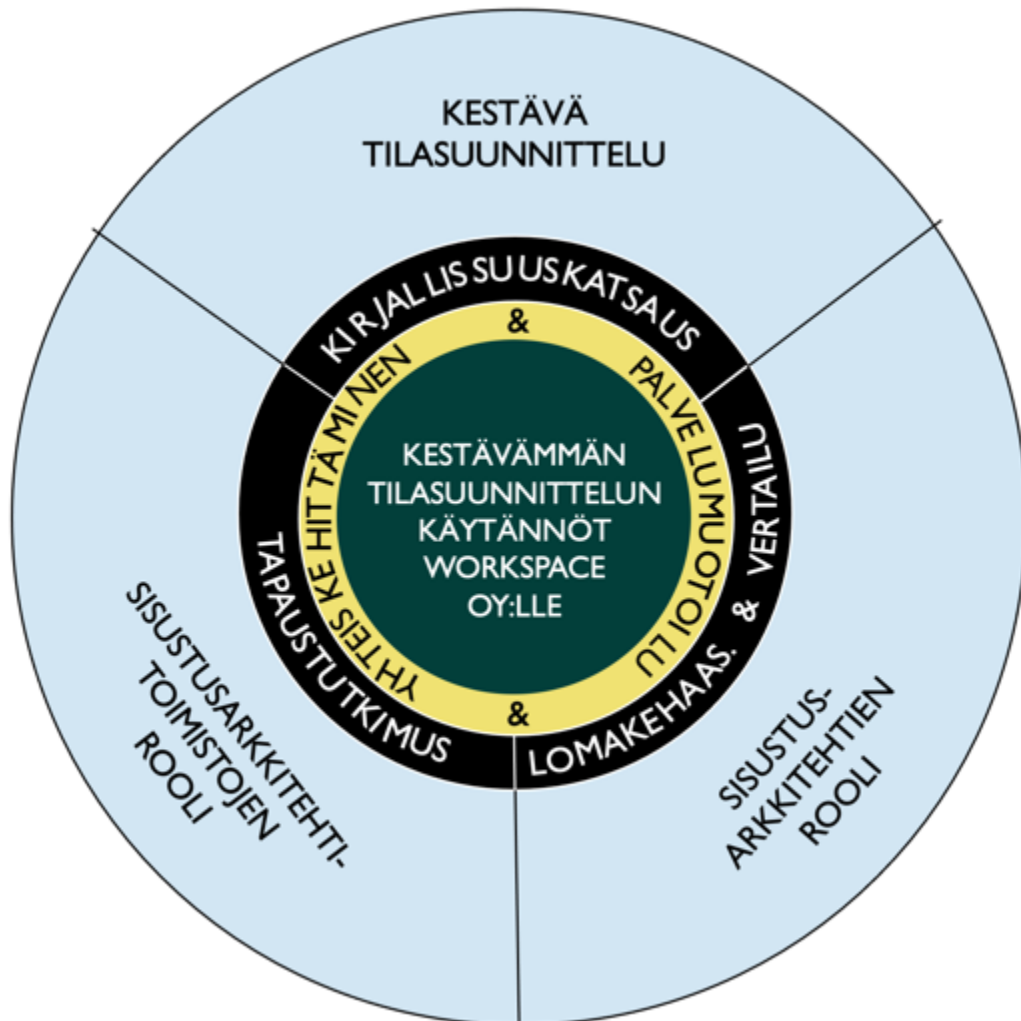 KESTÄVÄ
TILASUUNNITTELU
KIRJALLISSUUSKATSAUS
&
YHTEISKEHITTÄMINEN
PALVELUMUOTOILU
&
KESTÄVÄMMÄN
TILASUUNNITTELUN
KÄYTÄNNÖT
WORKSPACE
OY:LLE
TAPAUSTUTKIMUS
LOMAKEHAAS. & VERTAILU
SISUSTUSARKKITEHTI-
TOIMISTOJEN
ROOLI
SISUSTUS-
ARKKITEHTIEN
ROOLI